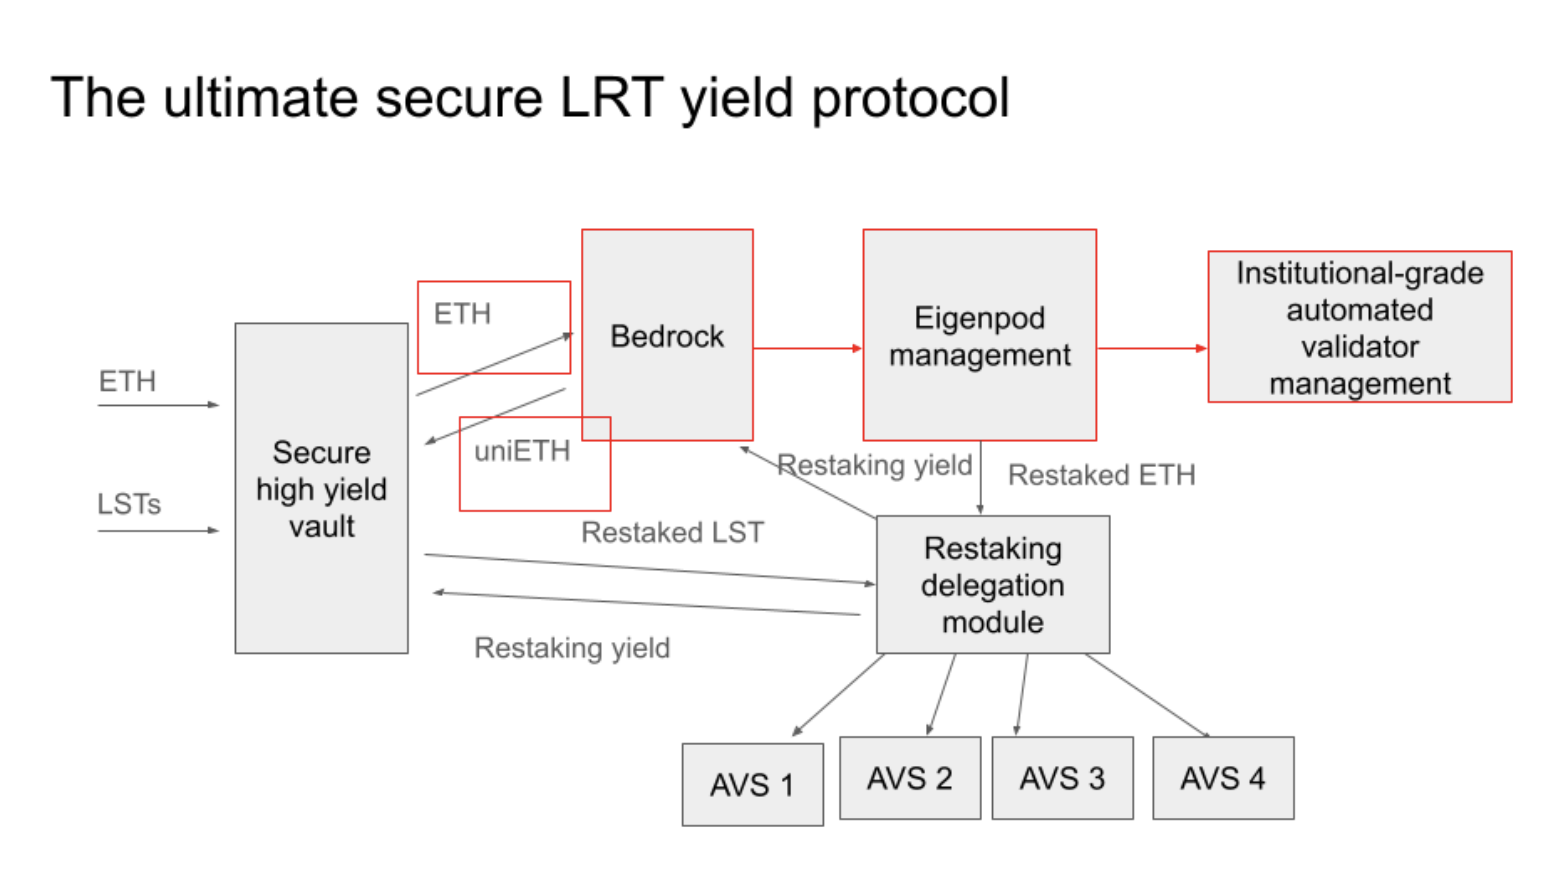 The ultimate secure LRT yield protocol
ETH
LSTs
Secure
high yield
vault
ETH
uniETH
Bedrock
Eigenpod
management
Institutional-grade
automated
validator
management
Restaking yield
Restaked ETH
Restaked LST
Restaking yield
Restaking
delegation
module
AVS 1
AVS 2
AVS 3
AVS 4